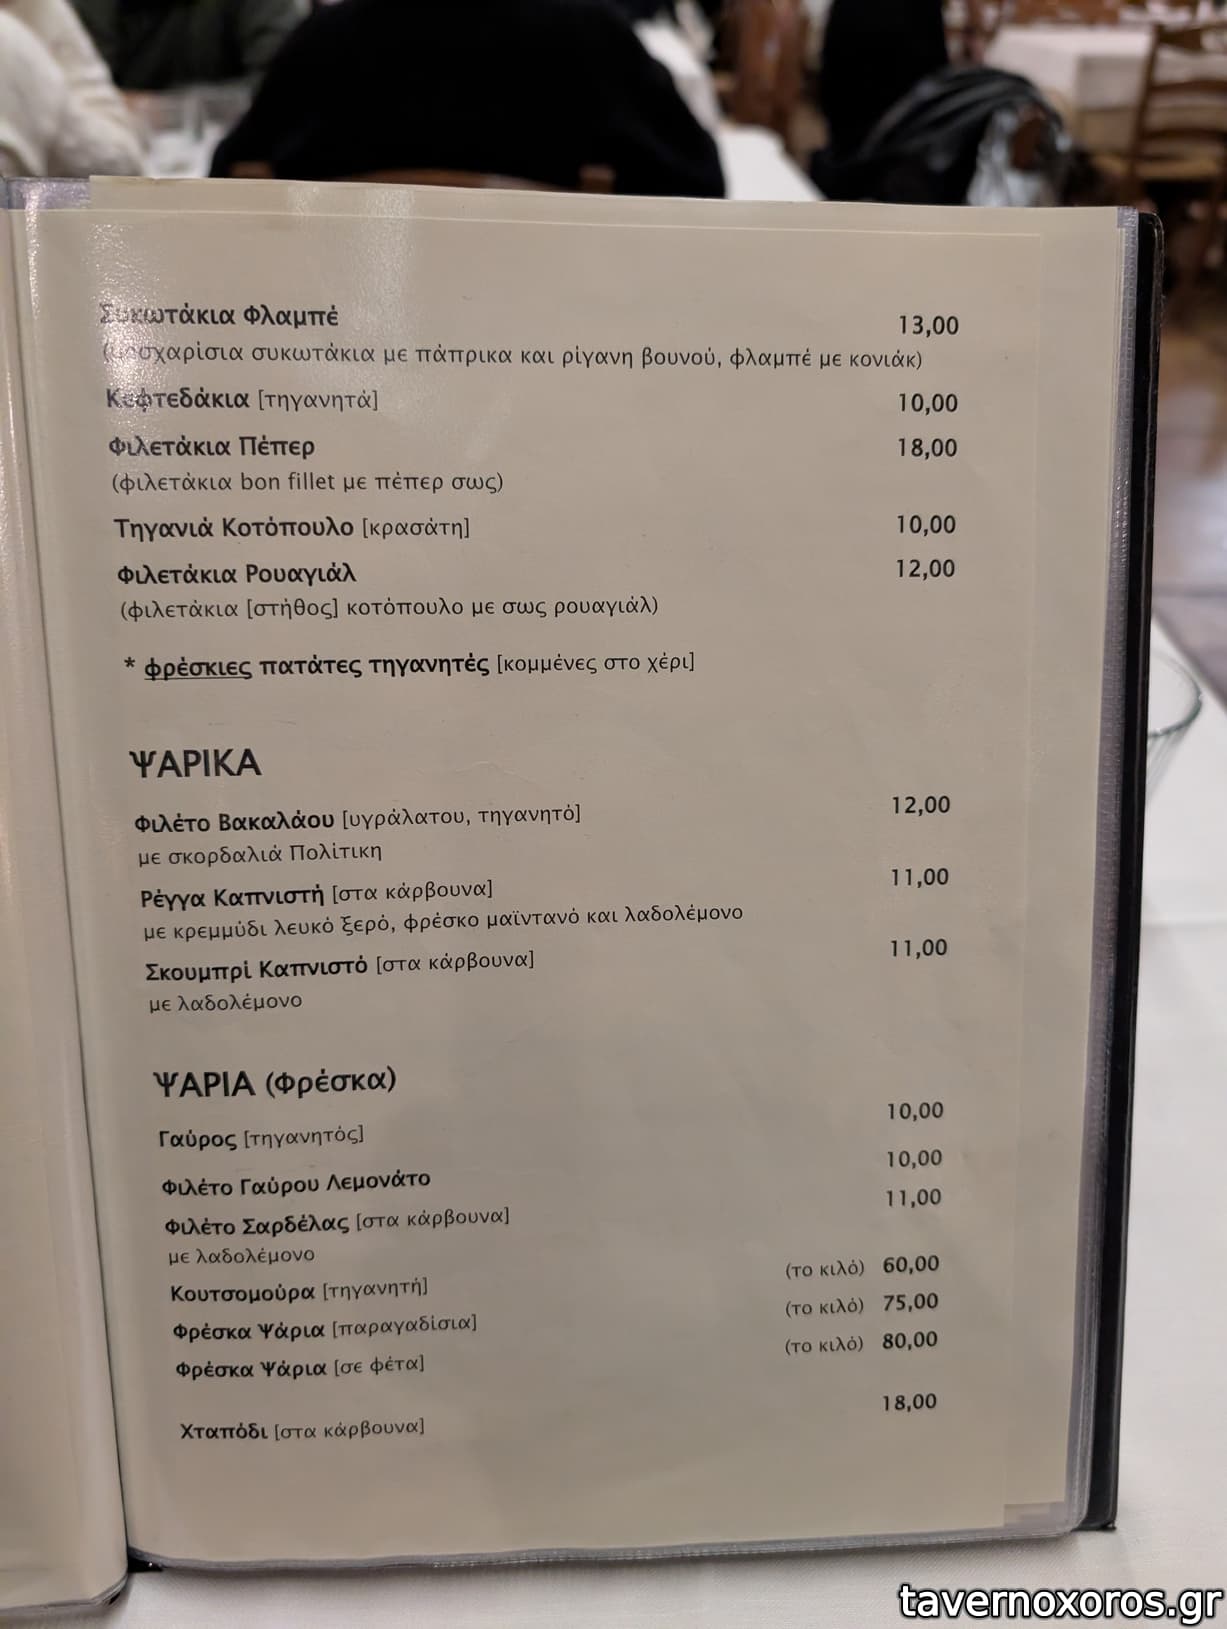 Συκωτάκια Φλαμπέ 13,00
(μοσχαρίσια συκωτάκια με πάπρικα και ρίγανη βουνού, φλαμπέ με κονιάκ)
Κεφτεδάκια [τηγανητά] 10,00
Φιλετάκια Πέπερ 18,00
(φιλετάκια bon fillet με πέπερ σως)
Τηγανιά Κοτόπουλο [κρασάτη] 10,00
Φιλετάκια Ρουαγιάλ 12,00
(φιλετάκια [στήθος] κοτόπουλο με σως ρουαγιάλ)
* φρέσκιες πατάτες τηγανητές [κομμένες στο χέρι]
ΨΑΡΙΚΑ
Φιλέτο Βακαλάου [υγράλατου, τηγανητό] 12,00
με σκορδαλιά Πολίτικη
Ρέγγα Καπνιστή [στα κάρβουνα] 11,00
με κρεμμύδι λευκό ξερό, φρέσκο μαϊντανό και λαδολέμονο
Σκουμπρί Καπνιστό [στα κάρβουνα] 11,00
με λαδολέμονο
ΨΑΡΙΑ (Φρέσκα)
Γαύρος [τηγανητός] 10,00
Φιλέτο Γαύρου Λεμονάτο 10,00
Φιλέτο Σαρδέλας [στα κάρβουνα] 11,00
με λαδολέμονο
Κουτσομούρα [τηγανητή] (το κιλό) 60,00
Φρέσκα Ψάρια [παραγαδίσια] (το κιλό) 75,00
Φρέσκα Ψάρια [σε φέτα] (το κιλό) 80,00
Χταπόδι [στα κάρβουνα] 18,00
tavernoxoros.gr